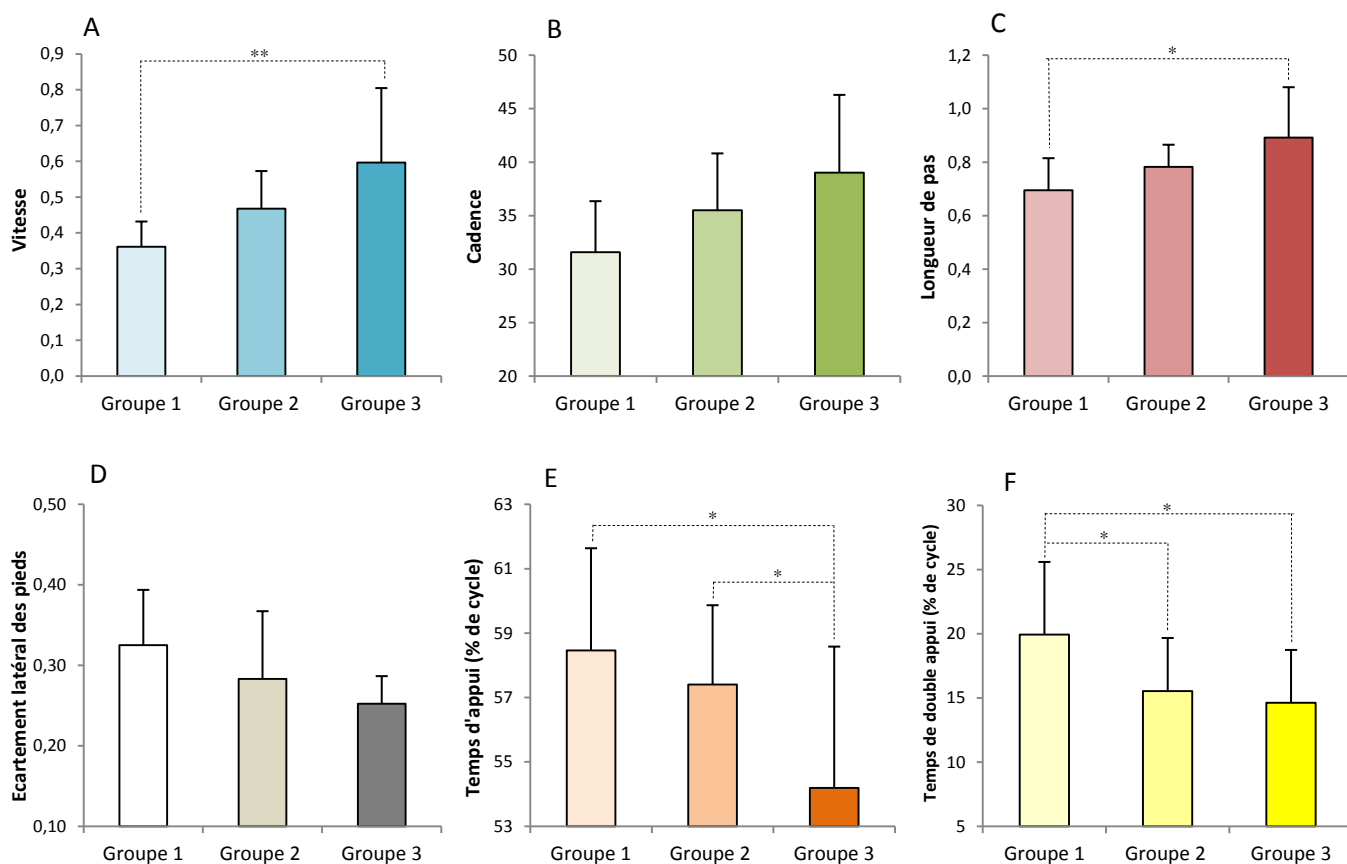 A
Vitesse
0,9
0,8
0,7
0,6
0,5
0,4
0,3
0,2
0,1
0,0
**
Groupe 1 Groupe 2 Groupe 3
B
Cadence
50
45
40
35
30
25
20
Groupe 1 Groupe 2 Groupe 3
C
Longueur de pas
1,2
1,0
0,8
0,6
0,4
0,2
0,0
*
Groupe 1 Groupe 2 Groupe 3
D
Ecartement latéral des pieds
0,50
0,40
0,30
0,20
0,10
Groupe 1 Groupe 2 Groupe 3
E
Temps d'appui (% de cycle)
63
61
59
57
55
53
*
*
Groupe 1 Groupe 2 Groupe 3
F
Temps de double appui (% de cycle)
30
25
20
15
10
5
*
*
Groupe 1 Groupe 2 Groupe 3